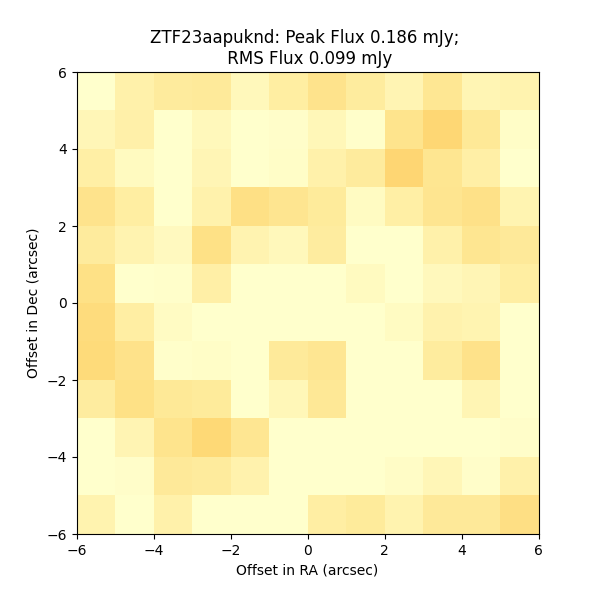 ZTF23aapuknd: Peak Flux 0.186 mJy;
RMS Flux 0.099 mJy
6
4
2
0
−2
−4
−6
Offset in Dec (arcsec)
−6 −4 −2 0 2 4 6
Offset in RA (arcsec)